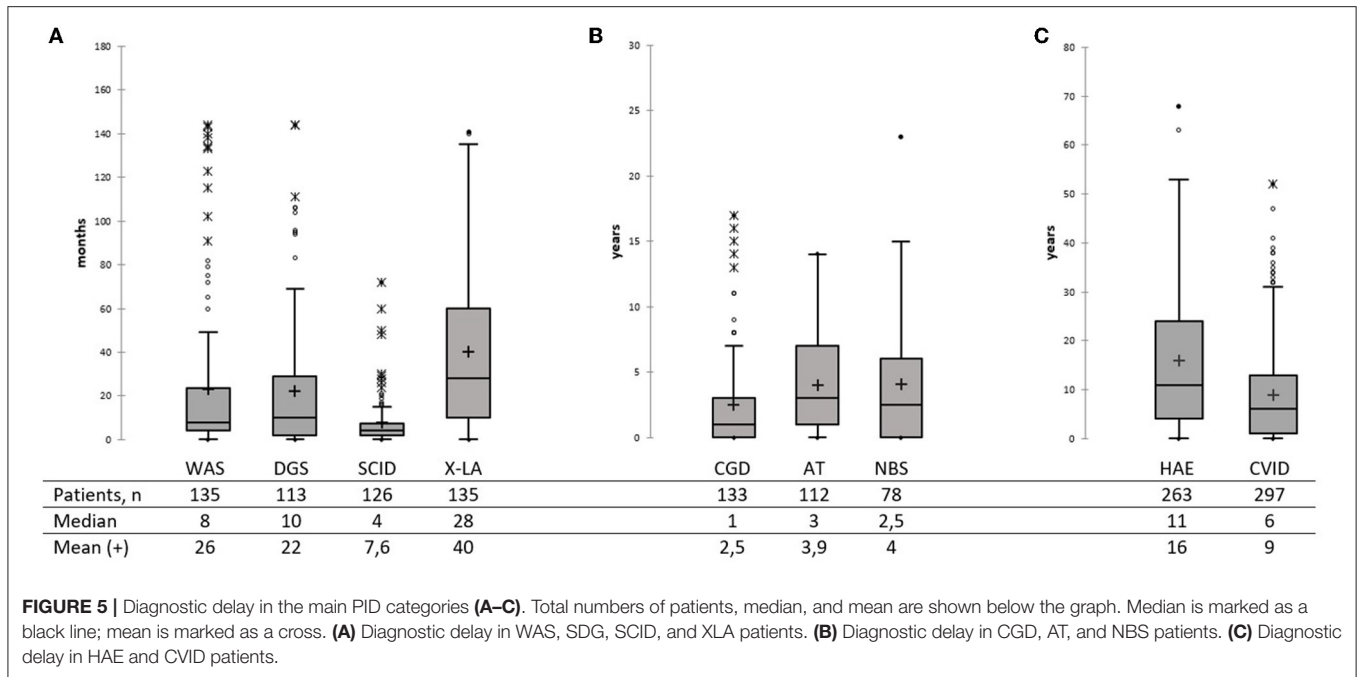 A
B
C
180
160
140
120
100
80
60
40
20
0
months
30
25
20
15
10
5
0
years
80
70
60
50
40
30
20
10
0
years
WAS DGS SCID X-LA CGD AT NBS HAE CVID
Patients, n 135 113 126 135 133 112 78 263 297
Median 8 10 4 28 1 3 2,5 11 6
Mean (+) 26 22 7,6 40 2,5 3,9 4 16 9
FIGURE 5 | Diagnostic delay in the main PID categories (A–C). Total numbers of patients, median, and mean are shown below the graph. Median is marked as a
black line; mean is marked as a cross. (A) Diagnostic delay in WAS, SDG, SCID, and XLA patients. (B) Diagnostic delay in CGD, AT, and NBS patients. (C) Diagnostic
delay in HAE and CVID patients.